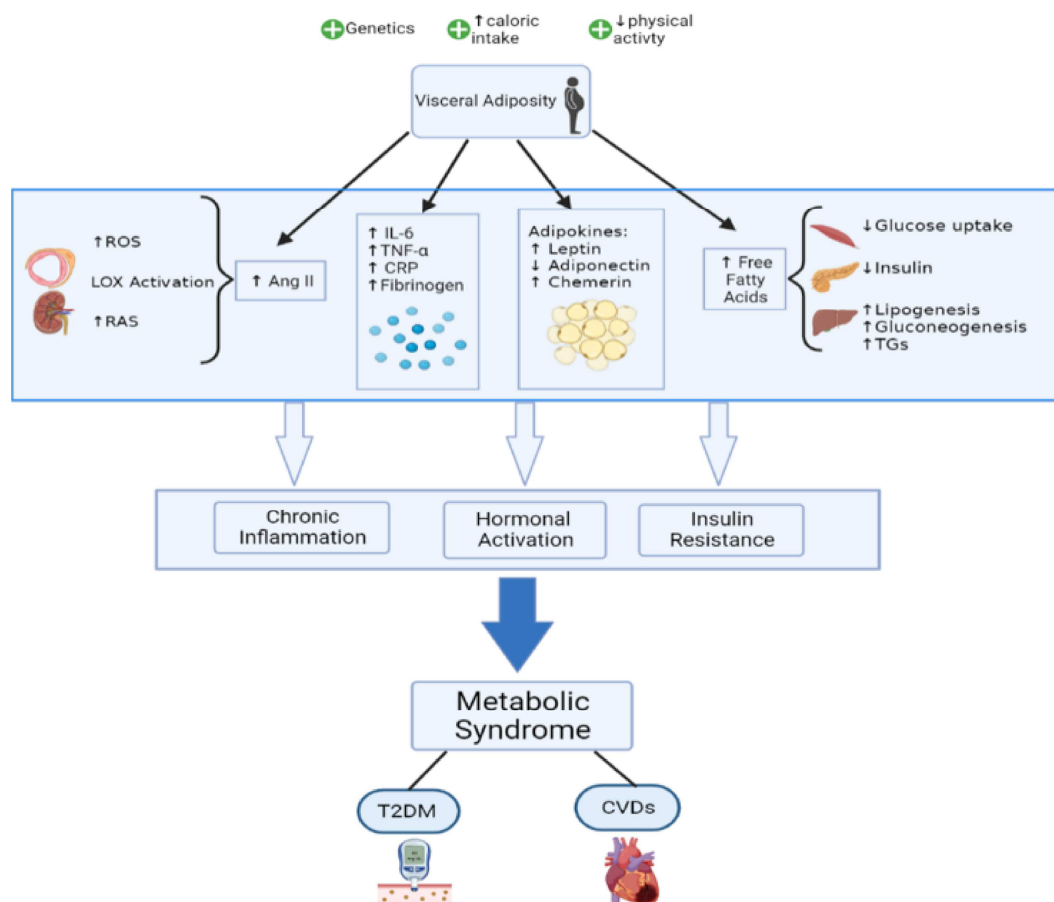 Genetics
↑caloric
intake
↓physical
activty
Visceral Adiposity
↑ROS
LOX Activation
↑RAS
↑ Ang II
↑ IL-6
↑TNF-α
↑ CRP
↑Fibrinogen
Adipokines:
↑ Leptin
↓ Adiponectin
↑ Chemerin
↑ Free
Fatty
Acids
↓Glucose uptake
↓Insulin
↑Lipogenesis
↑Gluconeogenesis
↑TGs
Chronic
Inflammation
Hormonal
Activation
Insulin
Resistance
Metabolic
Syndrome
T2DM
CVDs